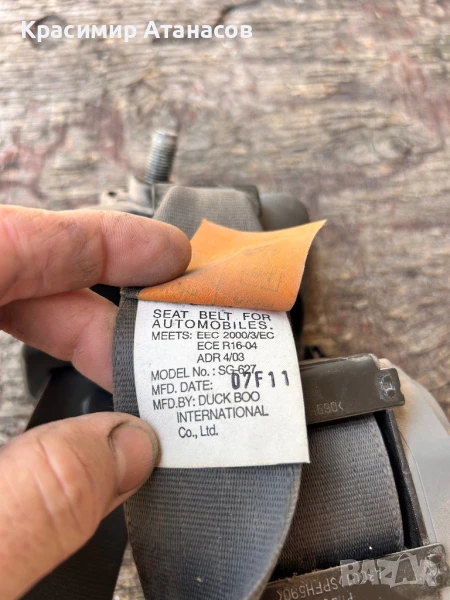 Красимир Атанасов
SEAT BELT FOR
AUTOMOBILES.
MEETS: EEC 2000/3/EC
ECE R16-04
ADR 4/03
MODEL No.: SG-627
MFD. DATE: 07F11
MFD.BY: DUCK BOO
INTERNATIONAL
Co., Ltd.
BAZAR